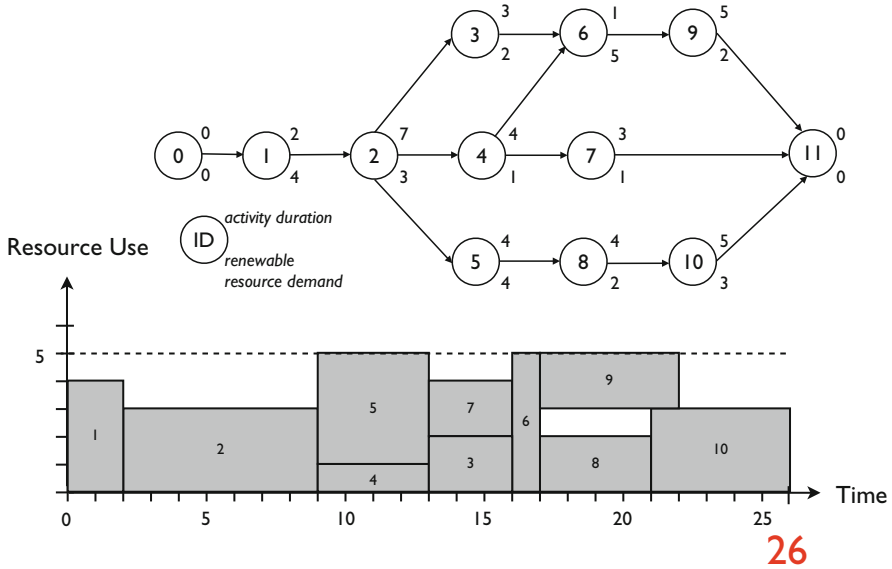 3 1 5
3 6 9
2 5 2
0 2 7 4 3 0
0 1 2 4 7 11
0 4 3 1 1 0
activity duration
ID
renewable
resource demand
4 4 5
5 8 10
4 2 3
Resource Use
5
9
5 7
1 6
2
3 8 10
4
0 5 10 15 20 25
Time
26